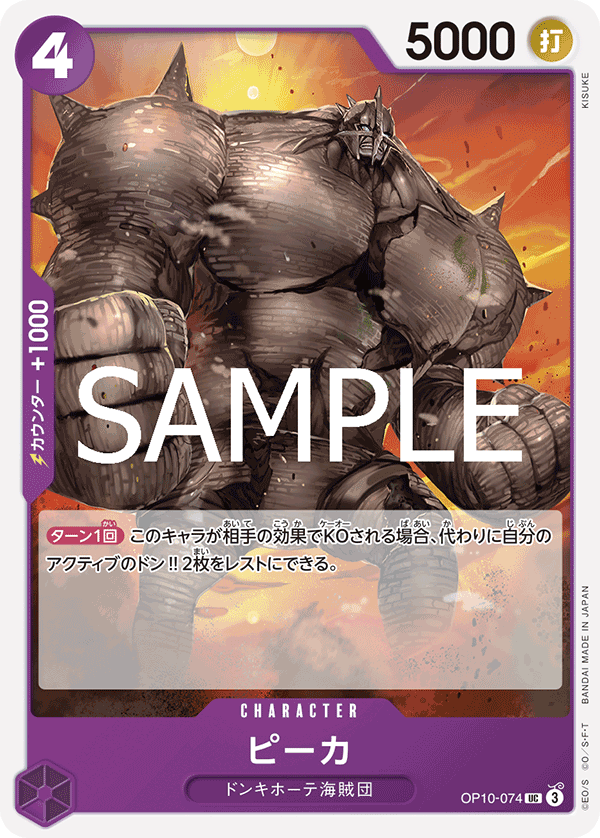 4
5000
打
KISUKE
カウンター +1000
SAMPLE
ターン1回 このキャラが相手の効果でKOされる場合、代わりに自分の
アクティブのドン!!2枚をレストにできる。
CHARACTER
ピーカ
ドンキホーテ海賊団
OP10-074 UC 3
©E.O/S ©O/S・F・T BANDAI MADE IN JAPAN